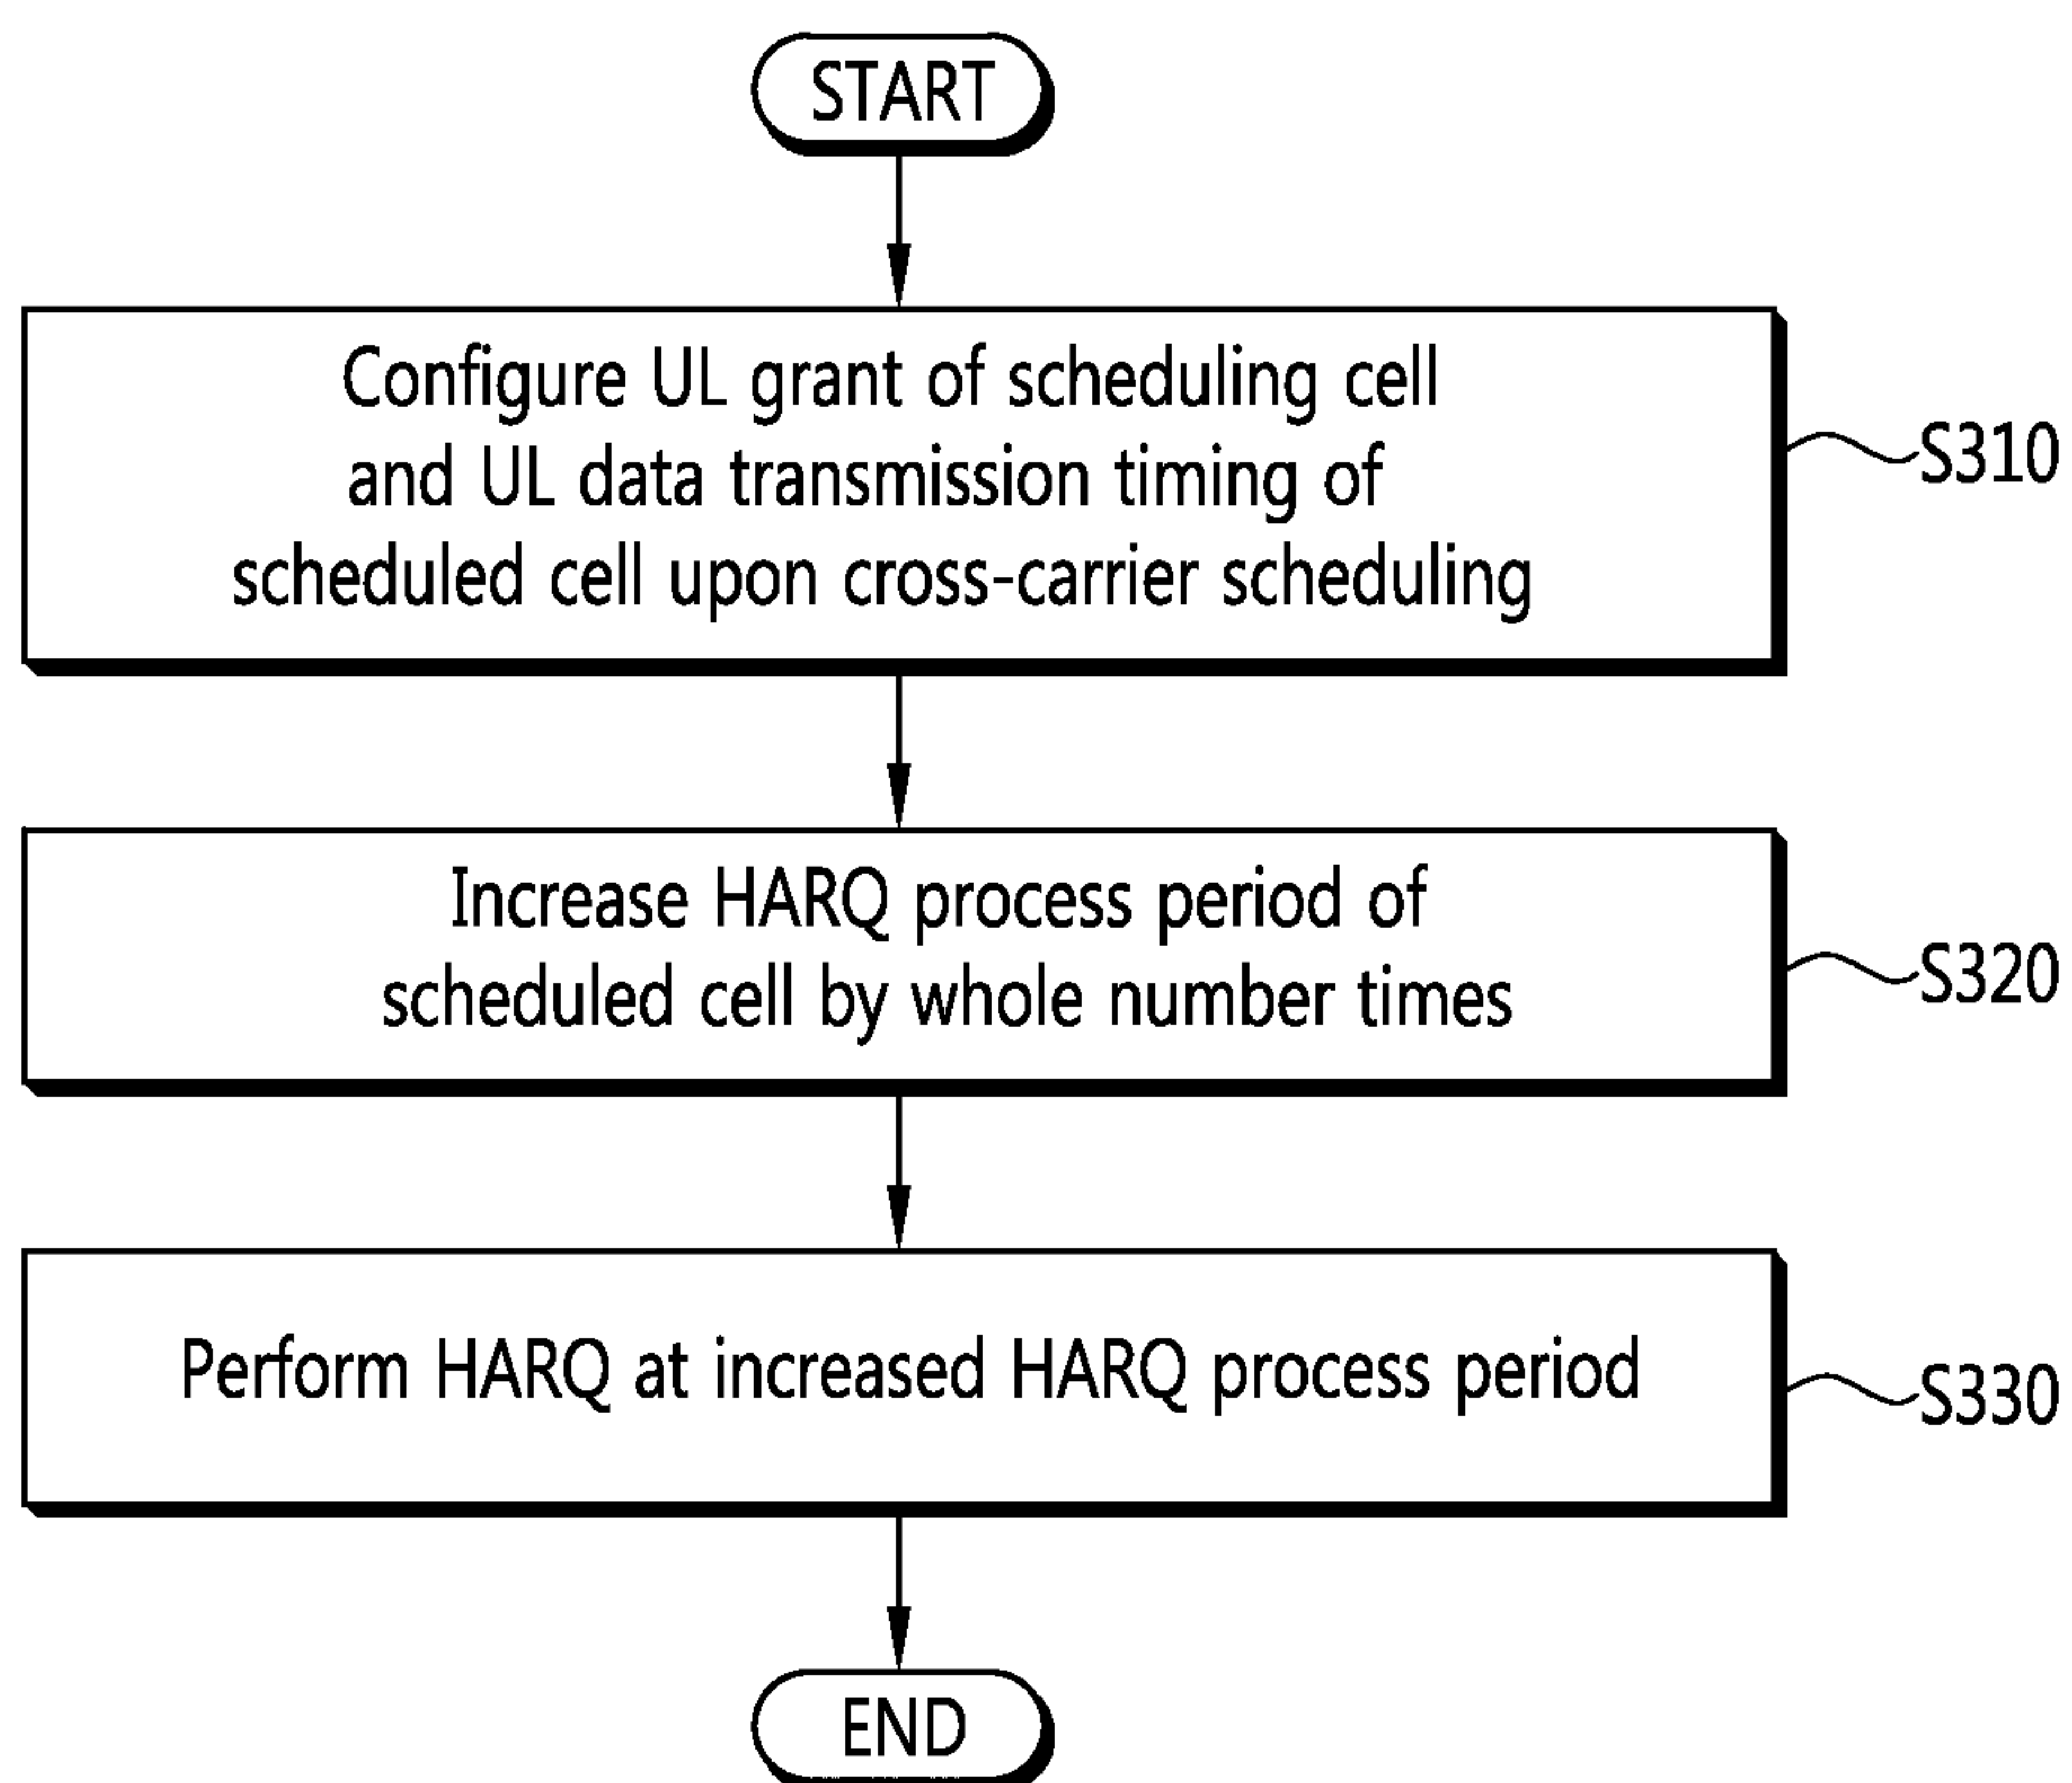 START
Configure UL grant of scheduling cell
and UL data transmission timing of
scheduled cell upon cross-carrier scheduling
S310
Increase HARQ process period of
scheduled cell by whole number times
S320
Perform HARQ at increased HARQ process period
S330
END